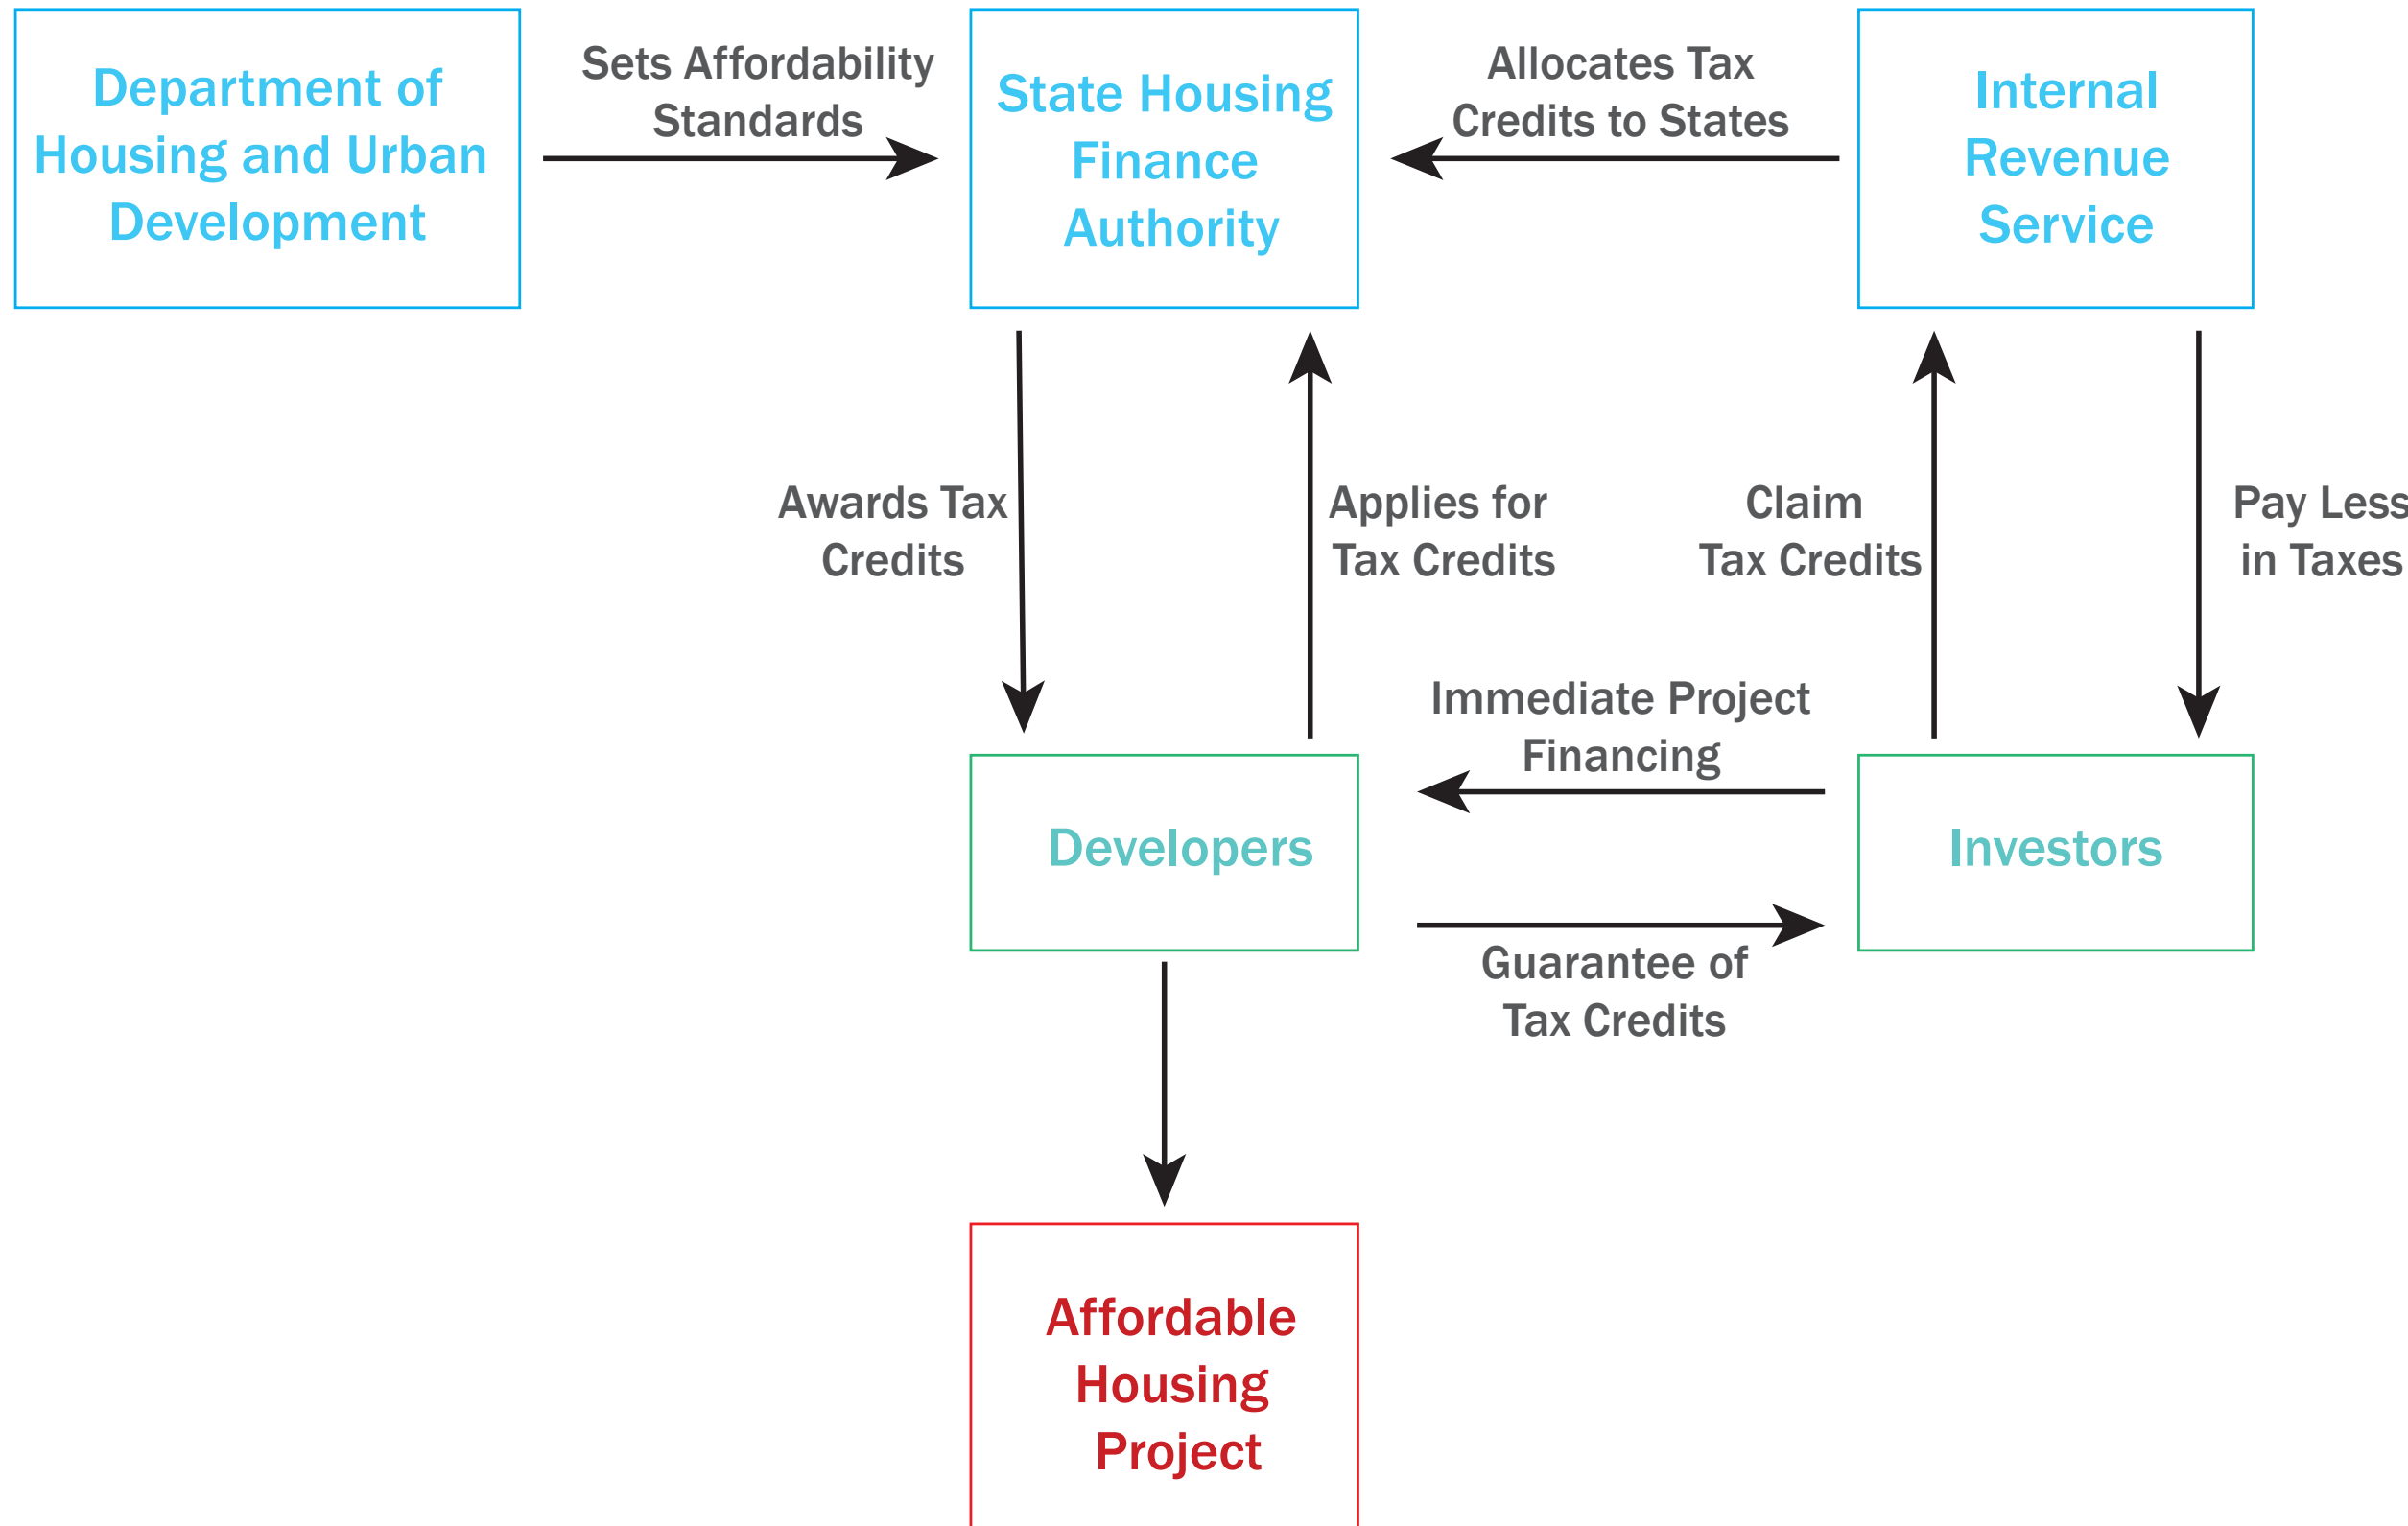 Department of
Housing and Urban
Development
Sets Affordability
Standards
State Housing
Finance
Authority
Allocates Tax
Credits to States
Internal
Revenue
Service
Awards Tax
Credits
Applies for
Tax Credits
Claim
Tax Credits
Pay Less
in Taxes
Immediate Project
Financing
Developers
Investors
Guarantee of
Tax Credits
Affordable
Housing
Project